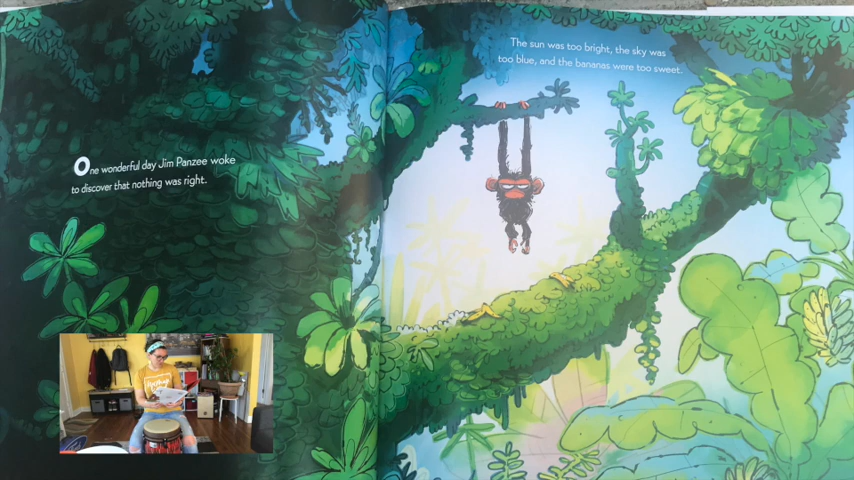 One wonderful day Jim Panzee woke
to discover that nothing was right.
The sun was too bright, the sky was
too blue, and the bananas were too sweet.